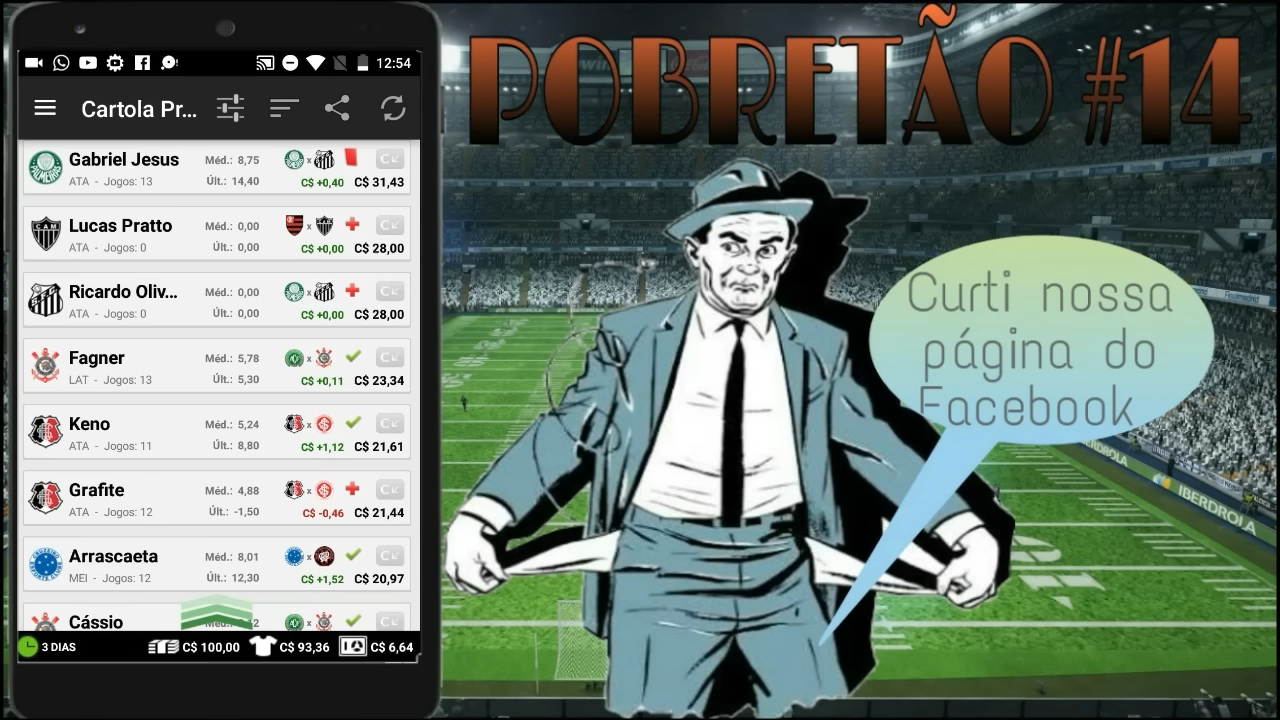 12:54
Cartola Pr...
Gabriel Jesus
Méd.: 8,75
ATA - Jogos: 13
Últ.: 14,40
C$ +0,40
C$ 31,43
Lucas Pratto
Méd.: 0,00
ATA - Jogos: 0
Últ.: 0,00
C$ +0,00
C$ 28,00
Ricardo Oliv...
Méd.: 0,00
ATA - Jogos: 0
Últ.: 0,00
C$ +0,00
C$ 28,00
Fagner
Méd.: 5,78
LAT - Jogos: 13
Últ.: 5,30
C$ +0,11
C$ 23,34
Keno
Méd.: 5,24
ATA - Jogos: 11
Últ.: 8,80
C$ +1,12
C$ 21,61
Grafite
Méd.: 4,88
ATA - Jogos: 12
Últ.: -1,50
C$ -0,46
C$ 21,44
Arrascaeta
Méd.: 8,01
MEI - Jogos: 12
Últ.: 12,30
C$ +1,52
C$ 20,97
Cássio
3 DIAS
C$ 100,00
C$ 93,36
C$ 6,64
POBRETÃO #14
Curti nossa
página do
Facebook
IBERDROLA